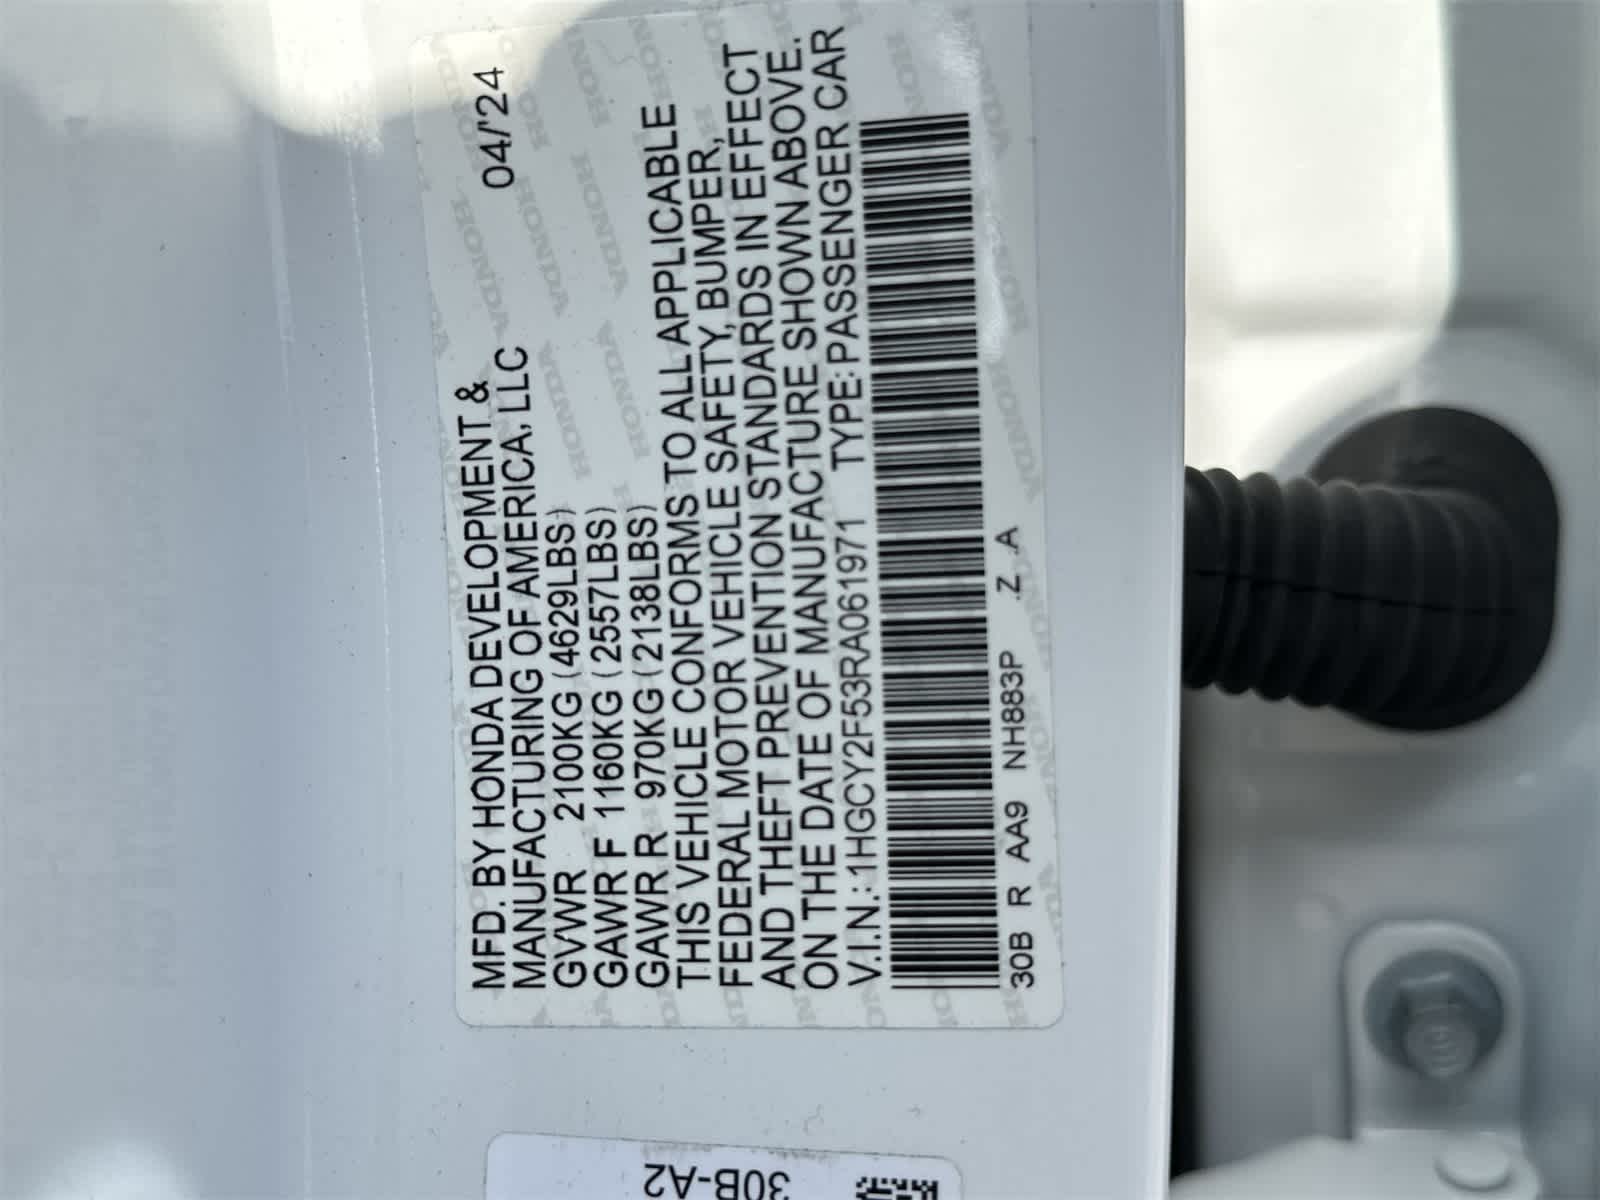 MFD. BY HONDA DEVELOPMENT & 04/'24
MANUFACTURING OF AMERICA, LLC
GVWR 2100KG (4629LBS)
GAWR F 1160KG (2557LBS)
GAWR R 970KG (2138LBS)
THIS VEHICLE CONFORMS TO ALL APPLICABLE
FEDERAL MOTOR VEHICLE SAFETY, BUMPER,
AND THEFT PREVENTION STANDARDS IN EFFECT
ON THE DATE OF MANUFACTURE SHOWN ABOVE.
V.I.N.: 1HGCY2F53RA061971 TYPE: PASSENGER CAR
30B R AA9 NH883P .Z .A
30B-A2